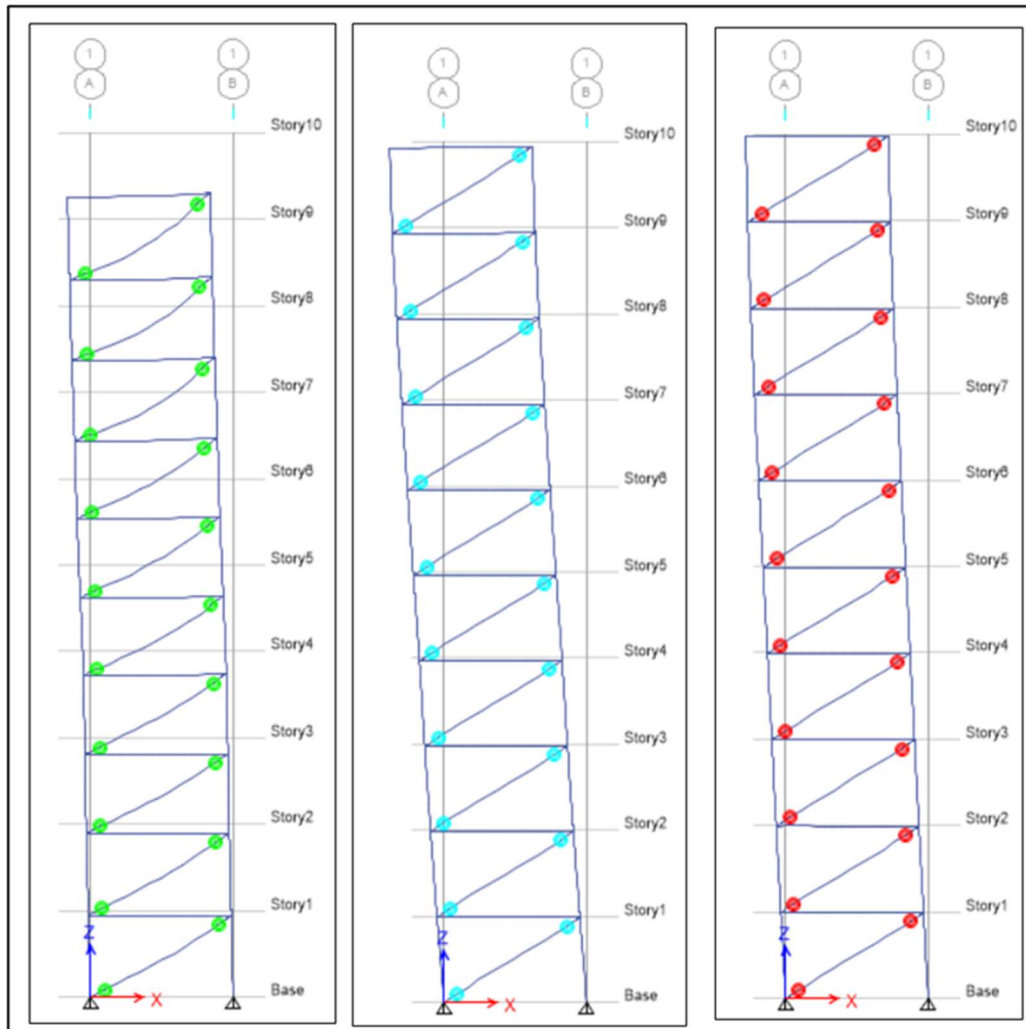 1 1
A B
Story10
Story9
Story8
Story7
Story6
Story5
Story4
Story3
Story2
Story1
Z
Base
X
1 1
A B
Story10
Story9
Story8
Story7
Story6
Story5
Story4
Story3
Story2
Story1
Z
Base
X
1 1
A B
Story10
Story9
Story8
Story7
Story6
Story5
Story4
Story3
Story2
Story1
Z
Base
X